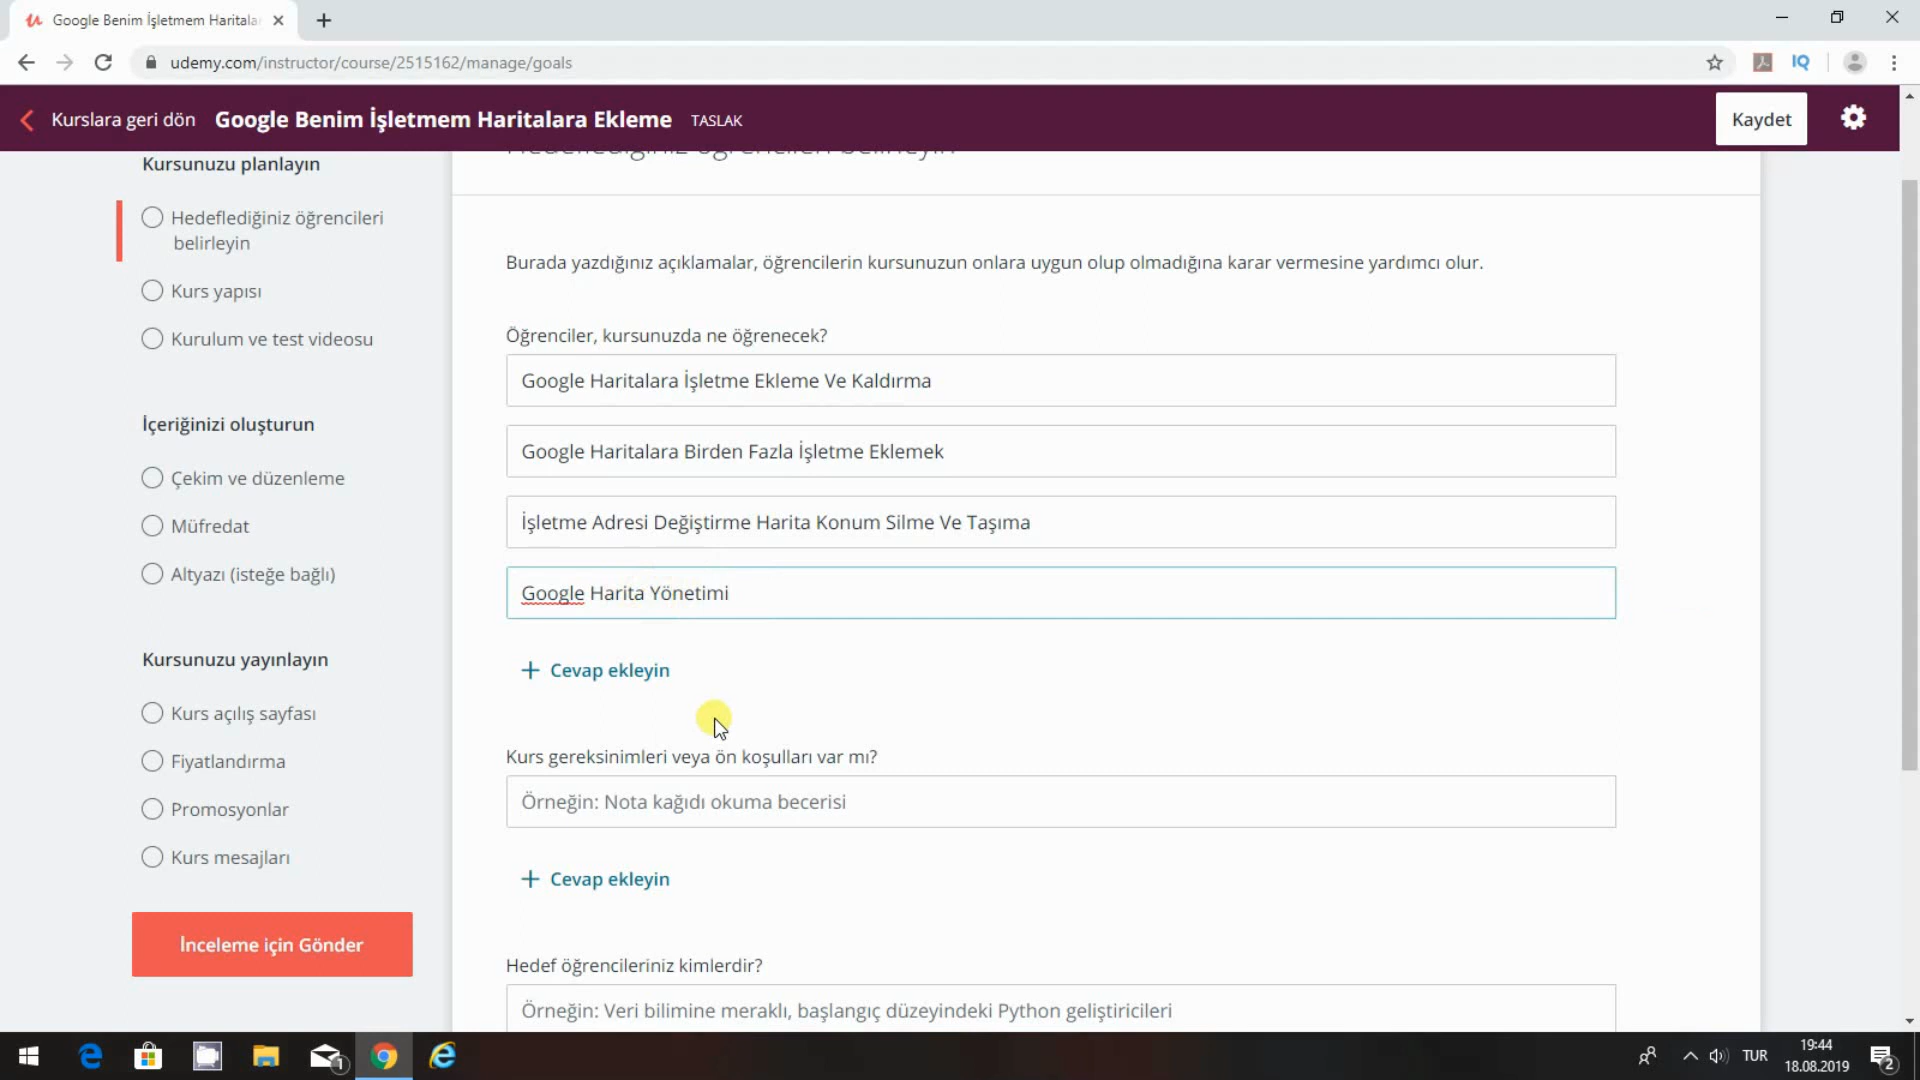 Google Benim İşletmem Haritala
udemy.com/instructor/course/2515162/manage/goals
IQ
Kurslara geri dön
Google Benim İşletmem Haritalara Ekleme
TASLAK
Kaydet
Kursunuzu planlayın
Hedeflediğiniz öğrencileri
belirleyin
Kurs yapısı
Kurulum ve test videosu
İçeriğinizi oluşturun
Çekim ve düzenleme
Müfredat
Altyazı (isteğe bağlı)
Kursunuzu yayınlayın
Kurs açılış sayfası
Fiyatlandırma
Promosyonlar
Kurs mesajları
İnceleme için Gönder
Hedeflediğiniz öğrencileri belirleyin
Burada yazdığınız açıklamalar, öğrencilerin kursunuzun onlara uygun olup olmadığına karar vermesine yardımcı olur.
Öğrenciler, kursunuzda ne öğrenecek?
Google Haritalara İşletme Ekleme Ve Kaldırma
Google Haritalara Birden Fazla İşletme Eklemek
İşletme Adresi Değiştirme Harita Konum Silme Ve Taşıma
Google Harita Yönetimi
+ Cevap ekleyin
Kurs gereksinimleri veya ön koşulları var mı?
Örneğin: Nota kağıdı okuma becerisi
+ Cevap ekleyin
Hedef öğrencileriniz kimlerdir?
Örneğin: Veri bilimine meraklı, başlangıç düzeyindeki Python geliştiricileri
1
TUR
19:44
18.08.2019
2